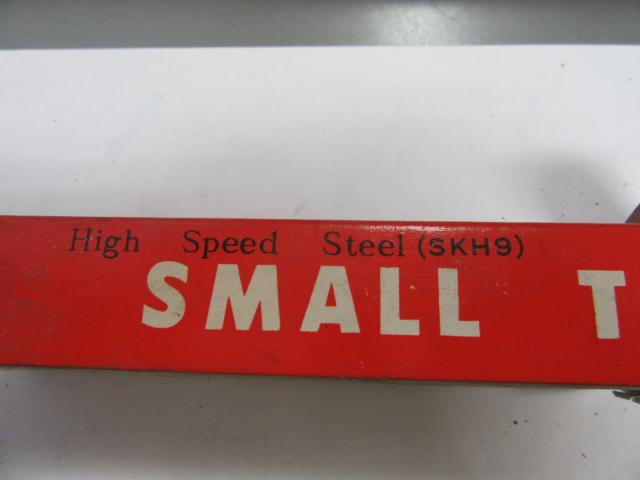 High Speed Steel (SKH9)
SMALL T